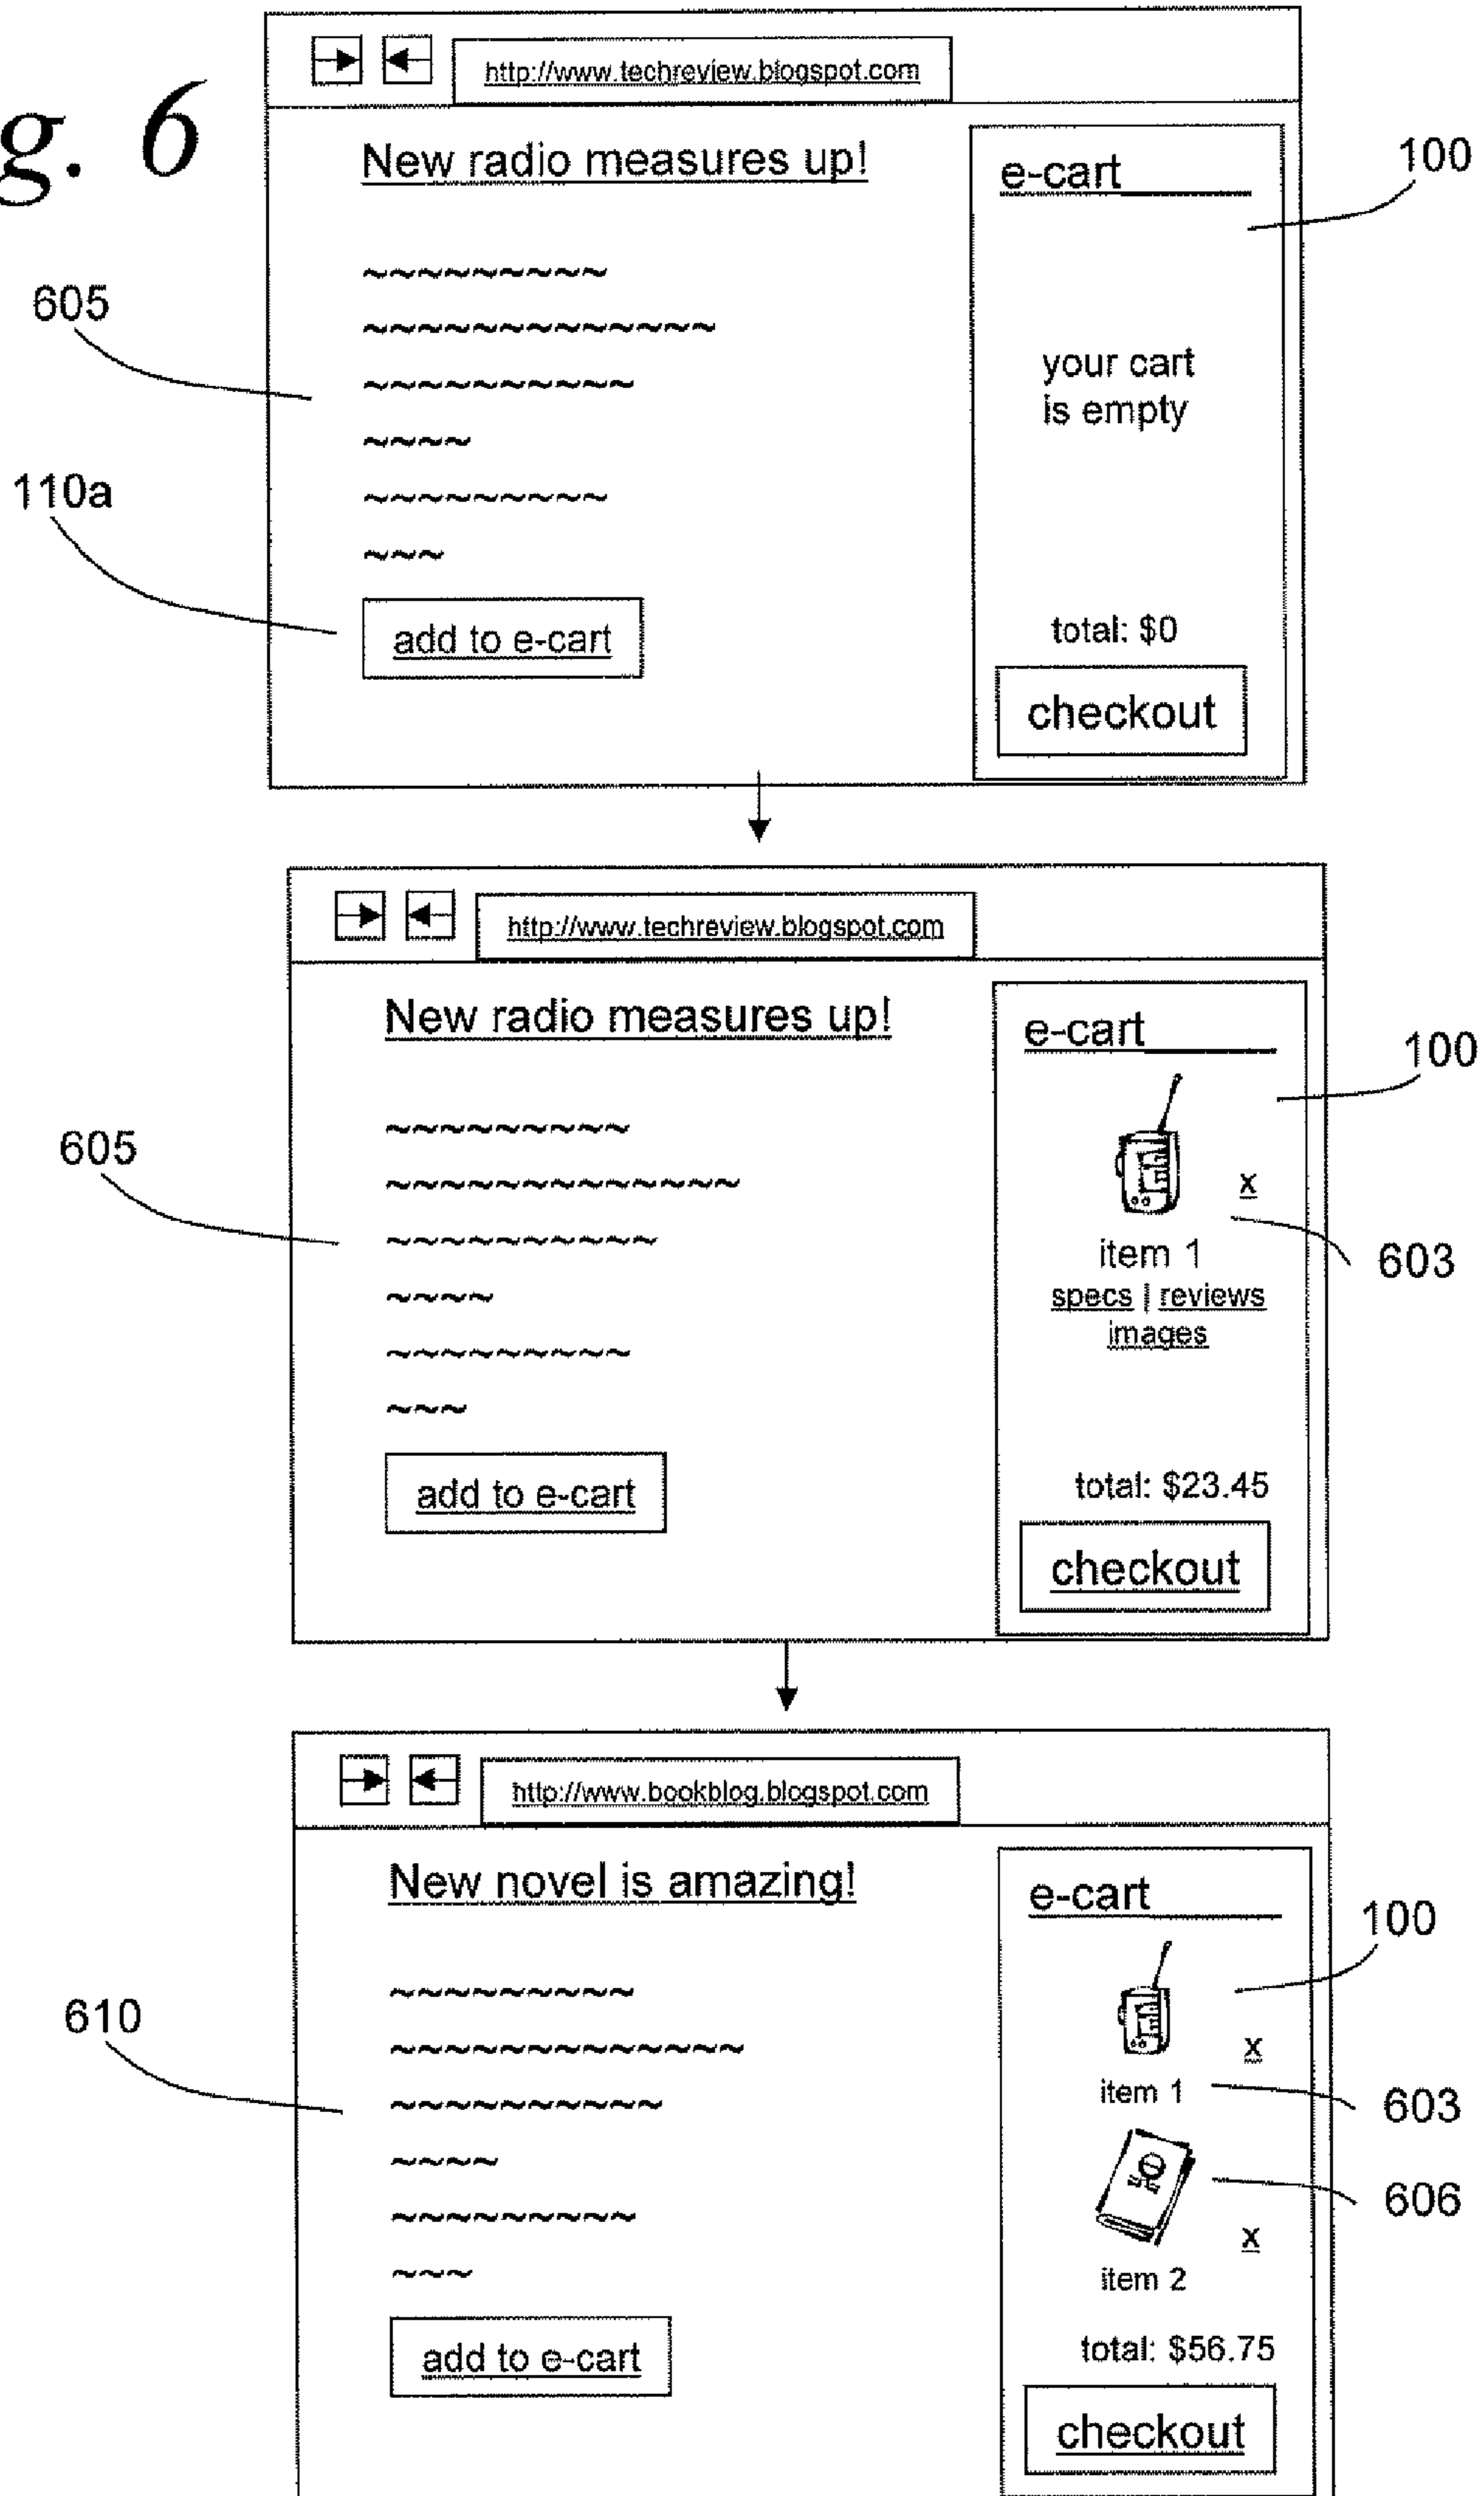 g. 6
http://www.techreview.blogspot.com
New radio measures up!
e-cart
100
605
your cart
is empty
110a
add to e-cart
total: $0
checkout
http://www.techreview.blogspot.com
New radio measures up!
e-cart
100
605
x
item 1
603
specs | reviews
images
add to e-cart
total: $23.45
checkout
http://www.bookblog.blogspot.com
New novel is amazing!
e-cart
100
610
x
item 1
603
606
x
item 2
add to e-cart
total: $56.75
checkout